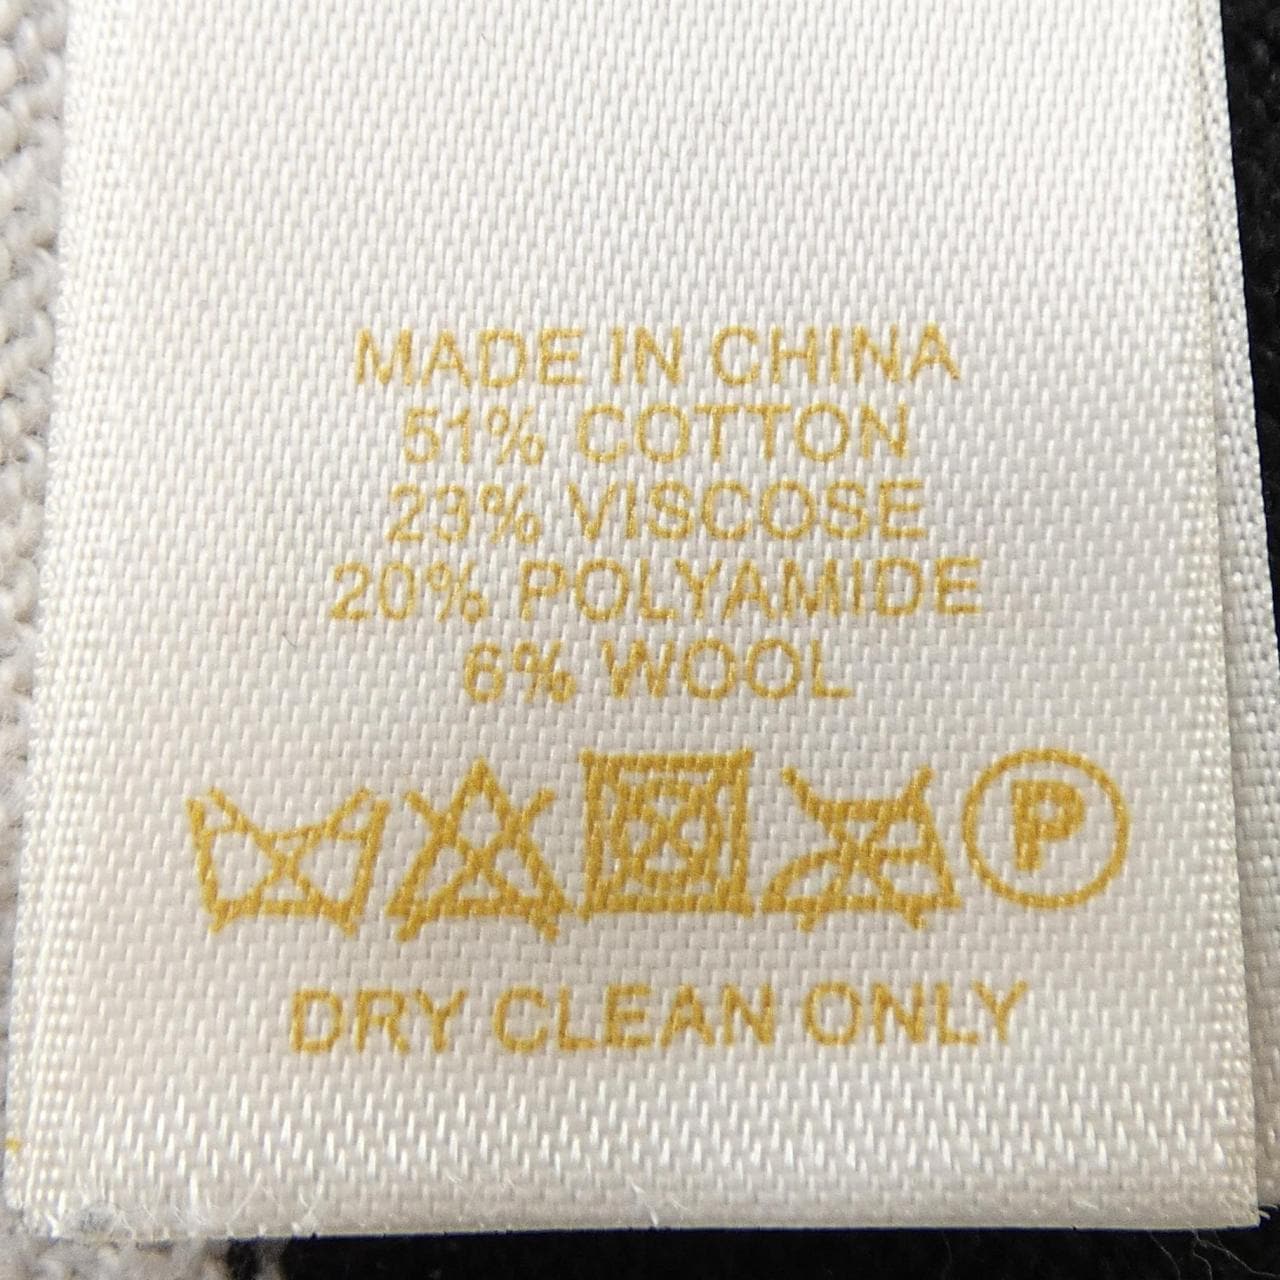 MADE IN CHINA
51% COTTON
23% VISCOSE
20% POLYAMIDE
6% WOOL
P
DRY CLEAN ONLY